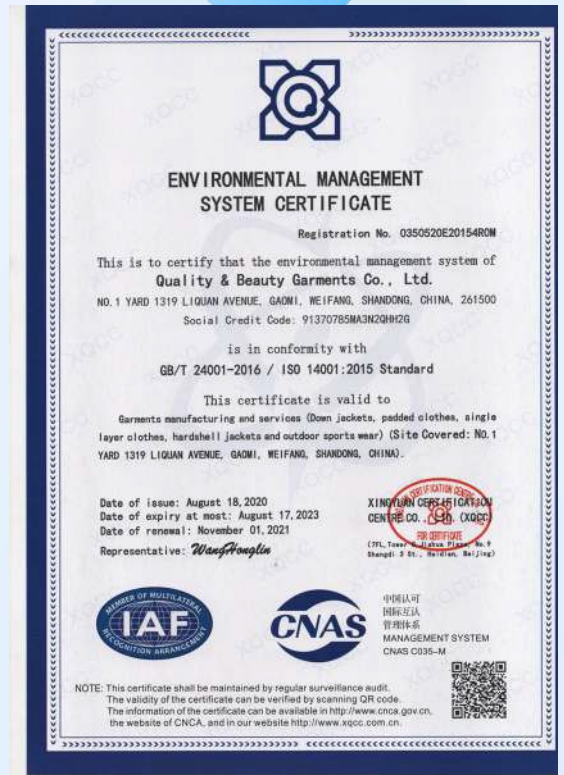 ENVIRONMENTAL MANAGEMENT
SYSTEM CERTIFICATE
Registration No. 0350520E20154R0M
This is to certify that the environmental management system of
Quality & Beauty Garments Co., Ltd.
NO.1 YARD 1319 LIQUAN AVENUE, GAOMI, WEIFANG, SHANDONG, CHINA, 261500
Social Credit Code: 91370785MA3N2QHH2G
is in conformity with
GB/T 24001-2016 / ISO 14001:2015 Standard
This certificate is valid to
Garments manufacturing and services (Down jackets, padded clothes, single
layer clothes, hardshell jackets and outdoor sports wear) (Site Covered: NO.1
YARD 1319 LIQUAN AVENUE, GAOMI, WEIFANG, SHANDONG, CHINA).
Date of issue: August 18,2020
Date of expiry at most: August 17,2023
Date of renewal: November 01,2021
Representative: WangHonglin
XINGYUAN CERTIFICATION
CENTRE CO., Ltd. (XQCC)
FOR CERTIFICATE
(7FL, Tower Jiahua Plaza, No.9
Shangdi 3 St., Haidian, Beijing)
MEMBER OF MULTILATERAL
IAF
RECOGNITION ARRANGEMENT
CNAS
中国认可
国际互认
管理体系
MANAGEMENT SYSTEM
CNAS C035-M
NOTE: This certificate shall be maintained by regular surveillance audit.
The validity of the certificate can be verified by scanning QR code.
The information of the certificate can be available in http://www.cnca.gov.cn,
the website of CNCA, and in our website http://www.xqcc.com.cn.